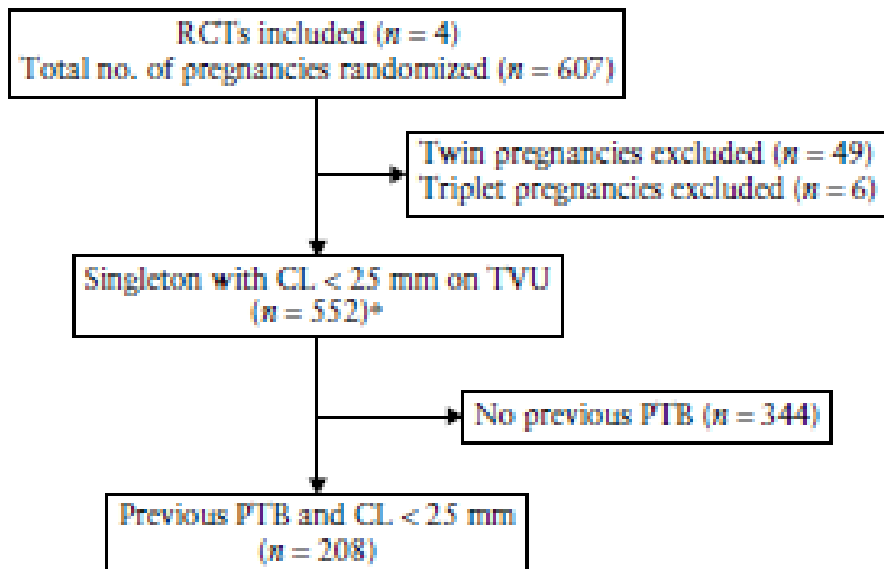 RCTs included (n = 4)
Total no. of pregnancies randomized (n = 607)
Twin pregnancies excluded (n = 49)
Triplet pregnancies excluded (n = 6)
Singleton with CL < 25 mm on TVU
(n = 552)*
No previous PTB (n = 344)
Previous PTB and CL < 25 mm
(n = 208)